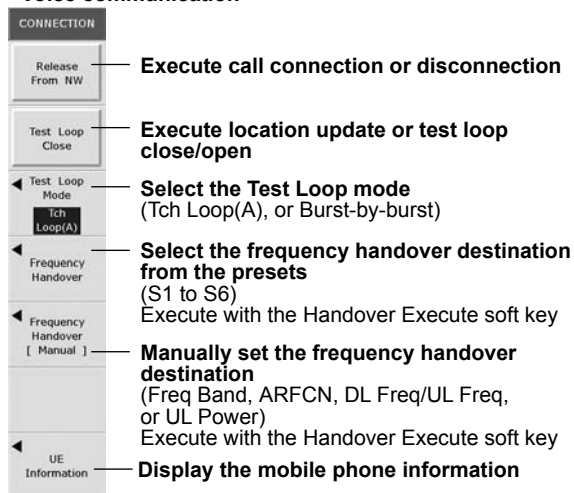 Voice communication
CONNECTION
Release
From NW
Execute call connection or disconnection
Test Loop
Close
Execute location update or test loop
close/open
Test Loop
Mode
Tch
Loop(A)
Select the Test Loop mode
(Tch Loop(A), or Burst-by-burst)
Frequency
Handover
Select the frequency handover destination
from the presets
(S1 to S6)
Execute with the Handover Execute soft key
Frequency
Handover
[ Manual ]
Manually set the frequency handover
destination
(Freq Band, ARFCN, DL Freq/UL Freq,
or UL Power)
Execute with the Handover Execute soft key
UE
Information
Display the mobile phone information